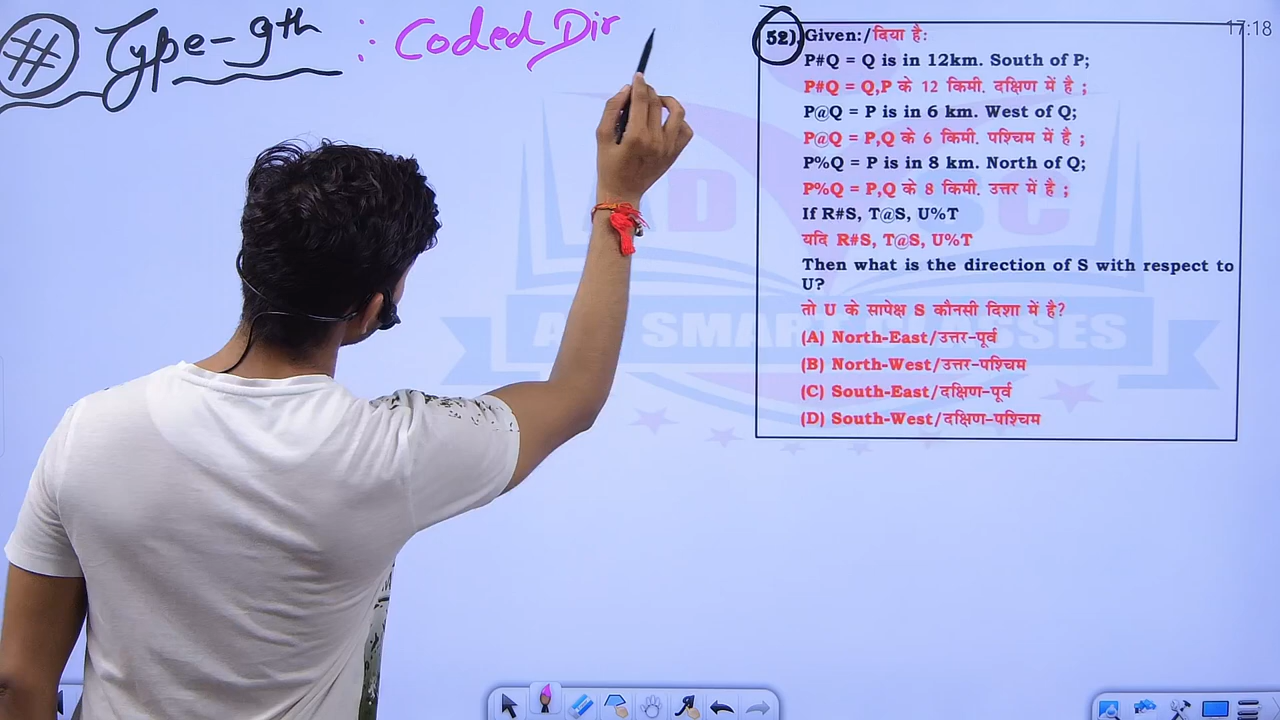 # Type-9th : Coded Dir
17:18
52). Given:/दिया है:
P#Q = Q is in 12km. South of P;
P#Q = Q,P के 12 किमी. दक्षिण में है ;
P@Q = P is in 6 km. West of Q;
P@Q = P,Q के 6 किमी. पश्चिम में है ;
P%Q = P is in 8 km. North of Q;
P%Q = P,Q के 8 किमी. उत्तर में है ;
If R#S, T@S, U%T
यदि R#S, T@S, U%T
Then what is the direction of S with respect to
U?
तो U के सापेक्ष S कौनसी दिशा में है?
(A) North-East/उत्तर-पूर्व
(B) North-West/उत्तर-पश्चिम
(C) South-East/दक्षिण-पूर्व
(D) South-West/दक्षिण-पश्चिम